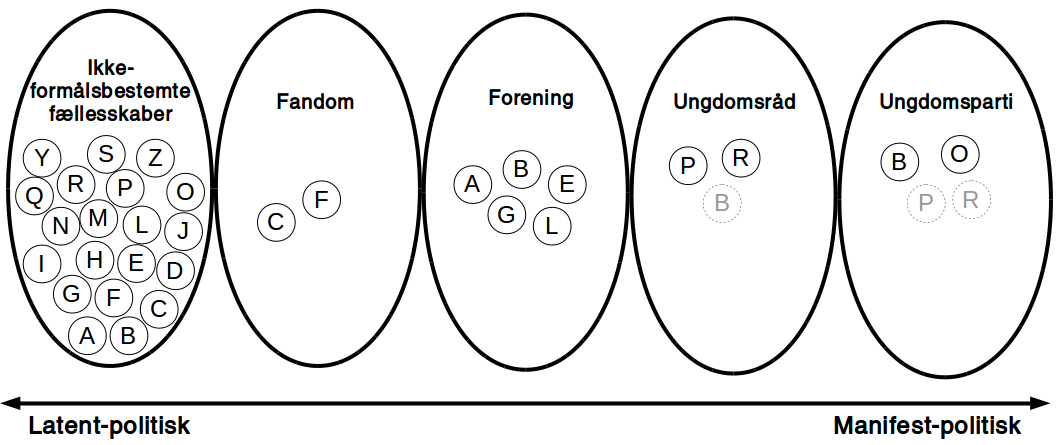 Ikke-
formålsbestemte
fællesskaber
Y S Z
Q R P O
N M L J
I H E D
G F C
A B
Fandom
F
C
Forening
B
A E
G L
Ungdomsråd
P R
B
Ungdomsparti
B O
P R
Latent-politisk
Manifest-politisk